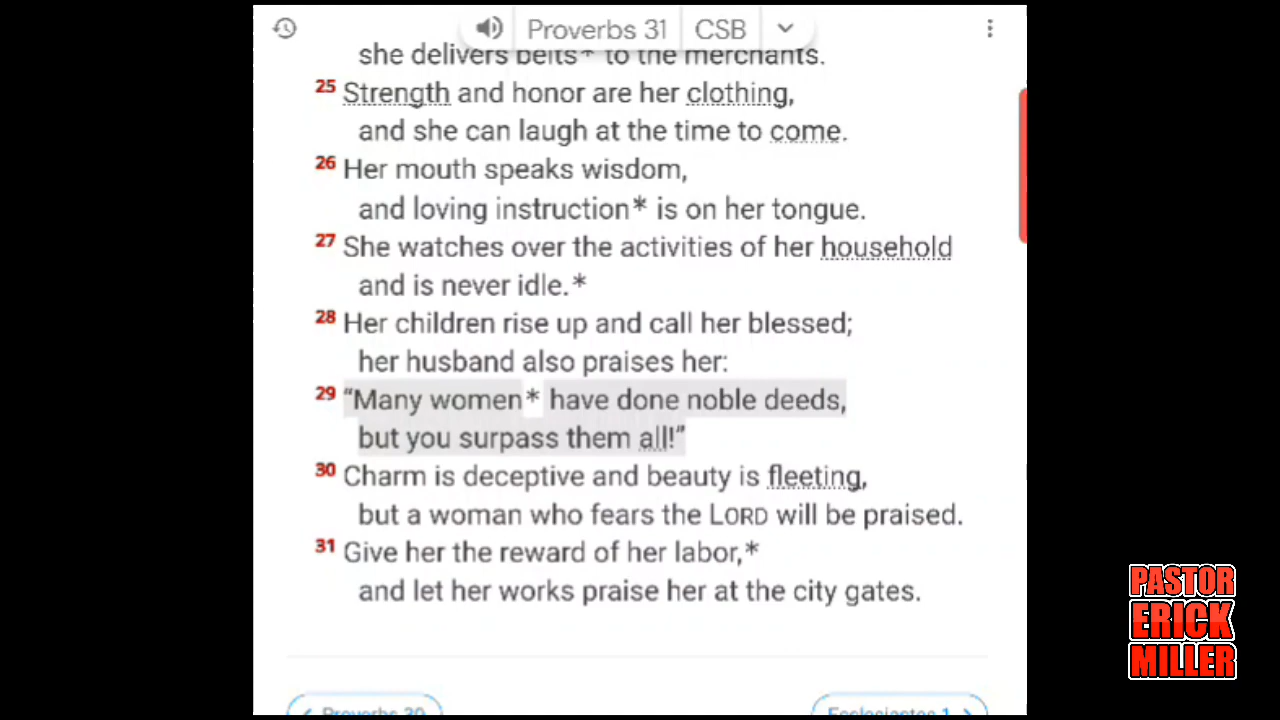 Proverbs 31 CSB
she delivers belts* to the merchants.
25 Strength and honor are her clothing,
and she can laugh at the time to come.
26 Her mouth speaks wisdom,
and loving instruction* is on her tongue.
27 She watches over the activities of her household
and is never idle.*
28 Her children rise up and call her blessed;
her husband also praises her:
29 “Many women* have done noble deeds,
but you surpass them all!”
30 Charm is deceptive and beauty is fleeting,
but a woman who fears the LORD will be praised.
31 Give her the reward of her labor,*
and let her works praise her at the city gates.
< Proverbs 30
Ecclesiastes 1 >
PASTOR
ERICK
MILLER